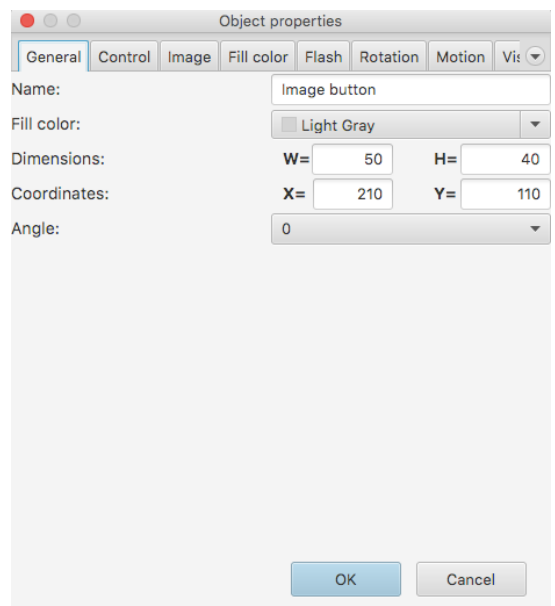 Object properties
General Control Image Fill color Flash Rotation Motion
Name: Image button
Fill color: Light Gray
Dimensions: W= 50 H= 40
Coordinates: X= 210 Y= 110
Angle: 0
OK Cancel